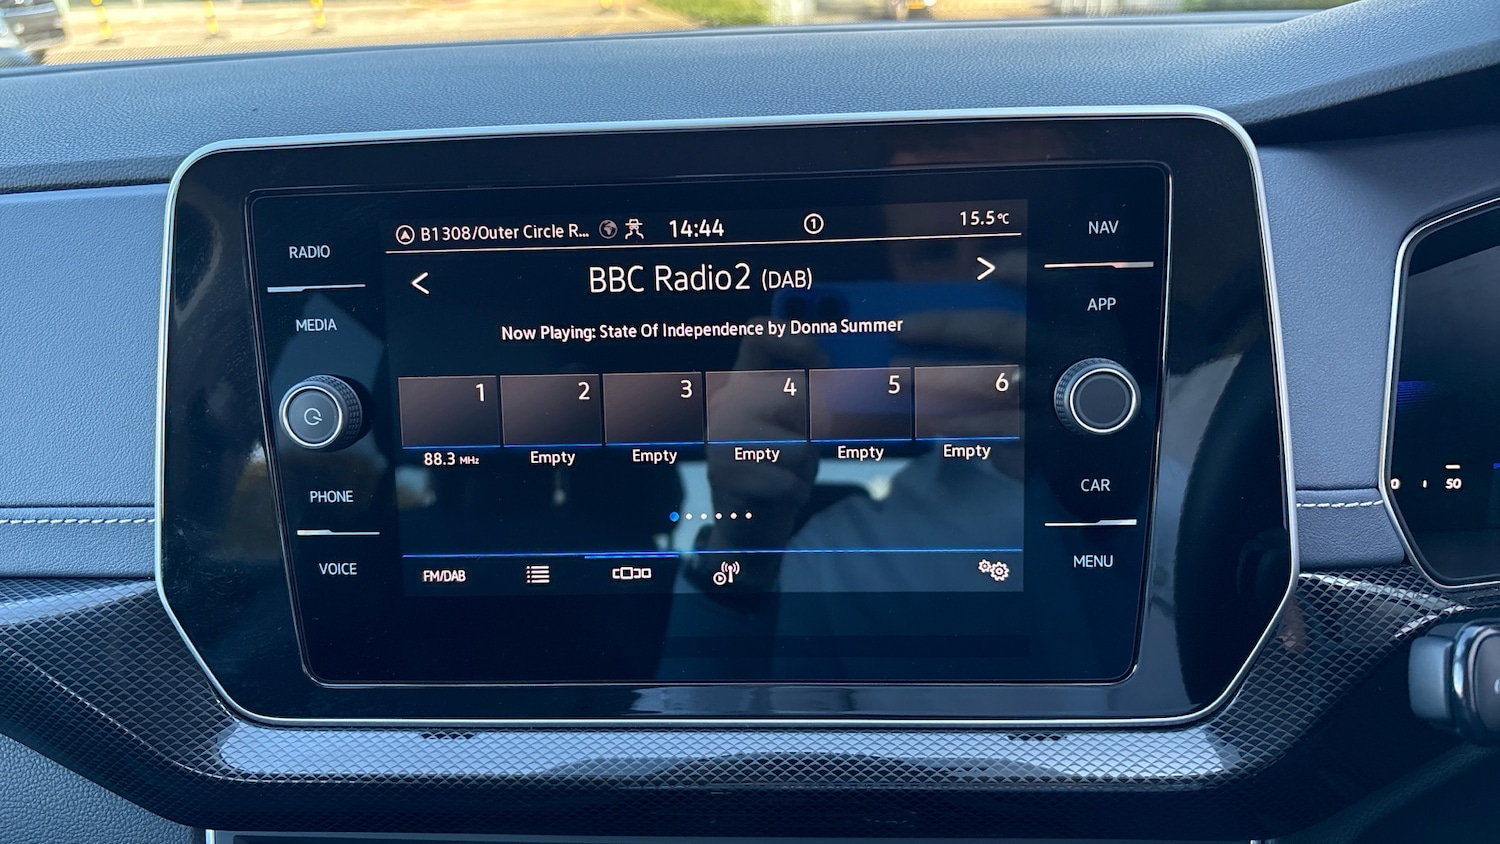 B1308/Outer Circle R... 14:44 1 15.5°C
RADIO
NAV
< BBC Radio2 (DAB) >
MEDIA
APP
Now Playing: State Of Independence by Donna Summer
1 2 3 4 5 6
88.3 MHz Empty Empty Empty Empty Empty
PHONE
CAR
VOICE
MENU
FM/DAB
0 50